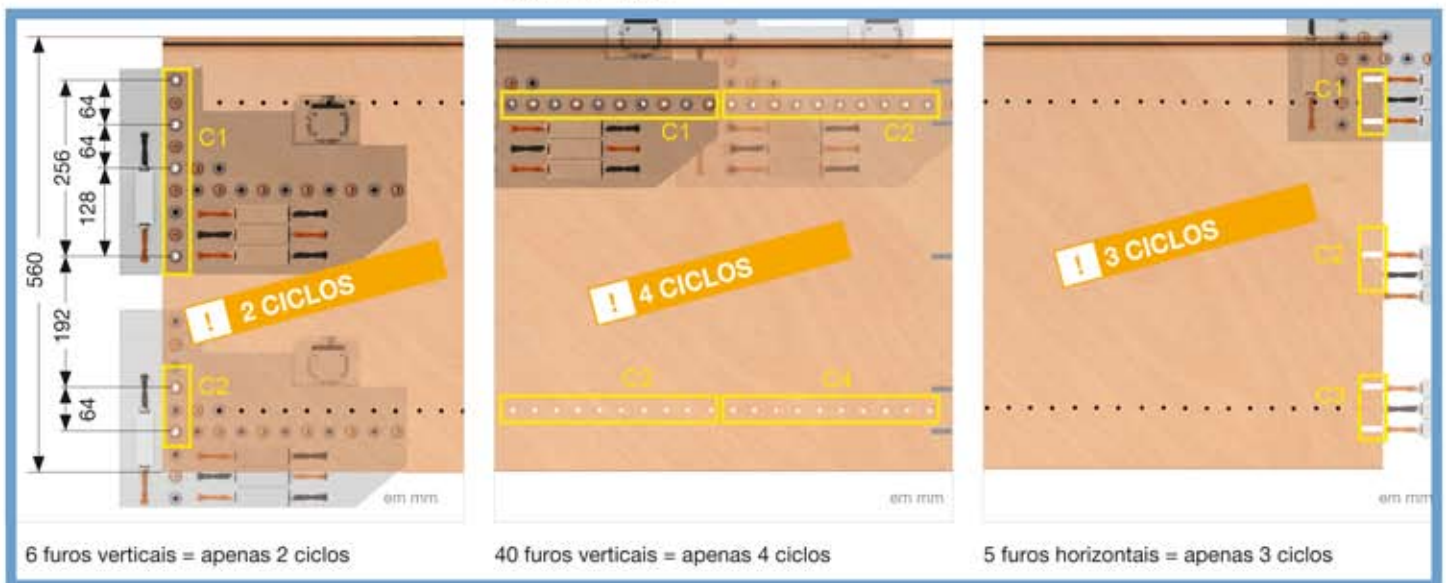 560
256
64
64
128
192
64
C1
C2
! 2 CICLOS
em mm
6 furos verticais = apenas 2 ciclos
C1
C2
! 4 CICLOS
C3
C4
em mm
40 furos verticais = apenas 4 ciclos
C1
! 3 CICLOS
C2
C3
em mm
5 furos horizontais = apenas 3 ciclos